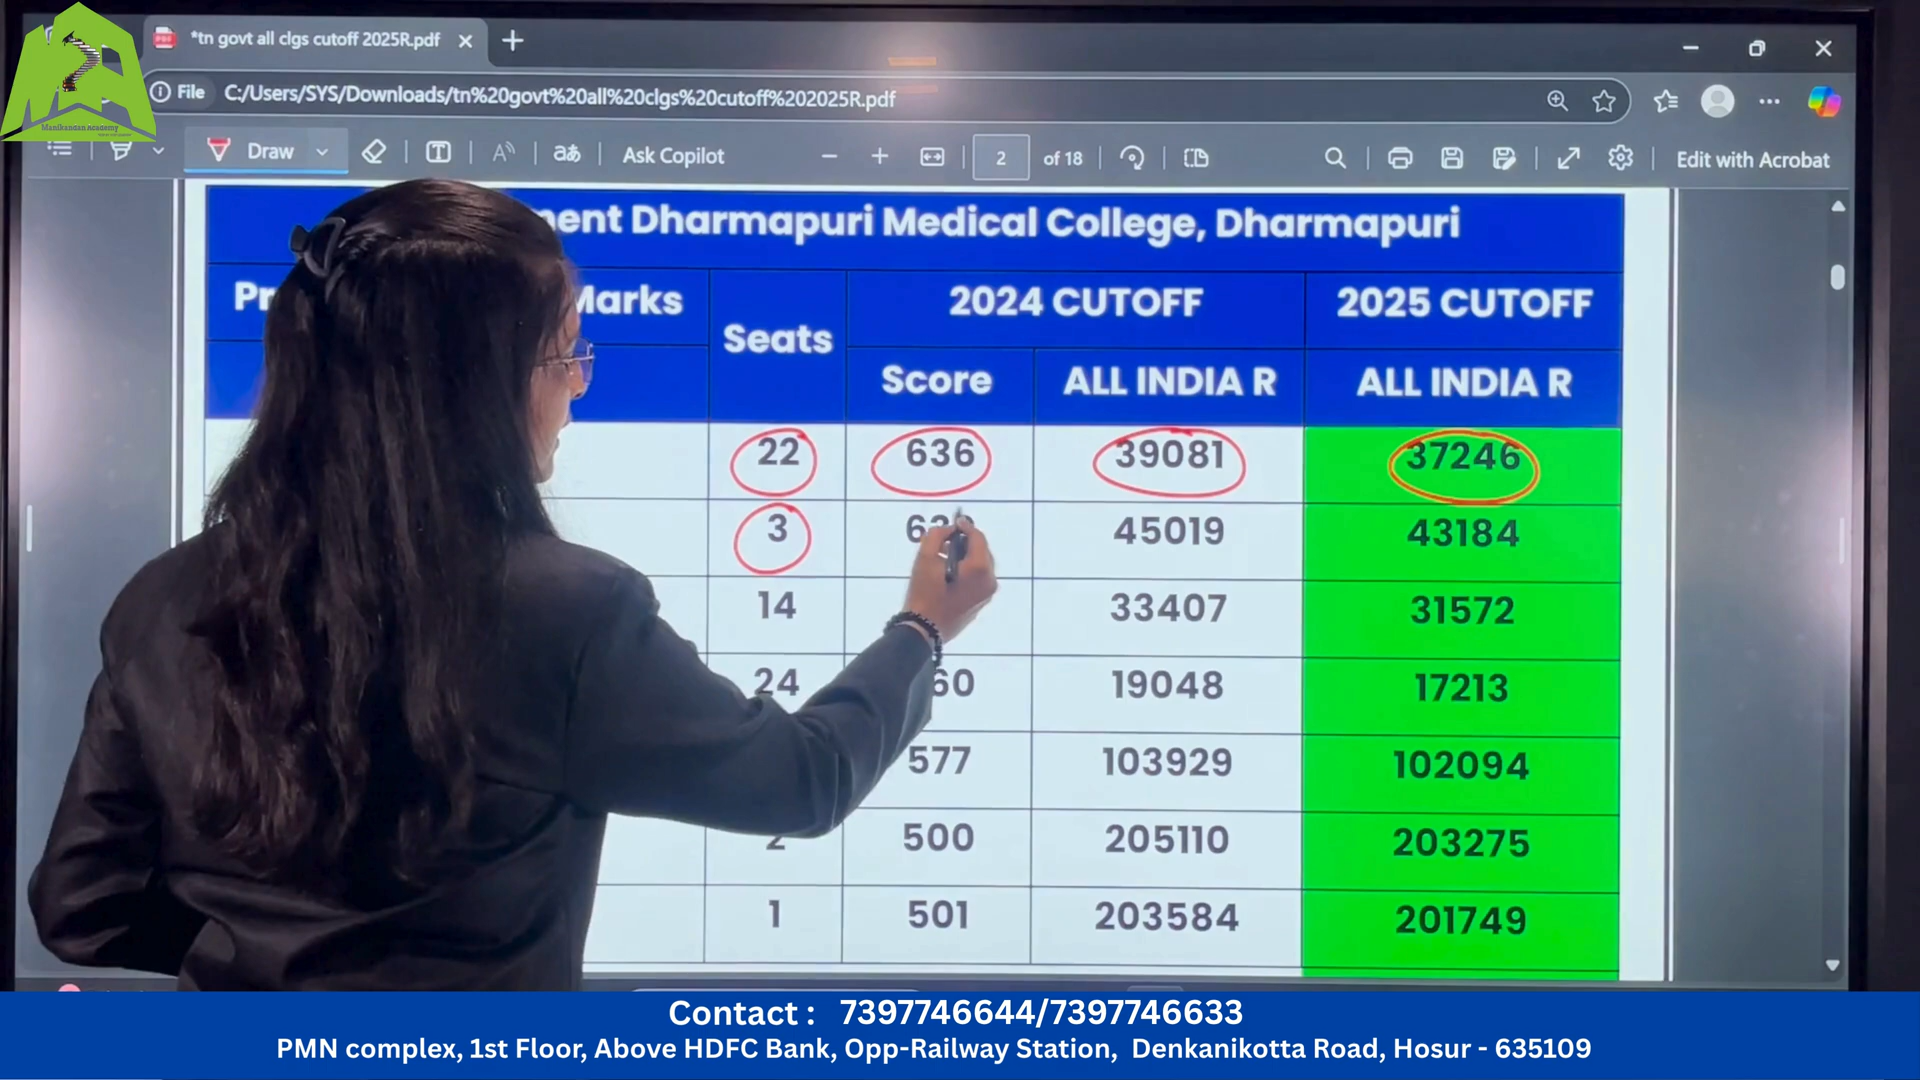 *tn govt all clgs cutoff 2025R.pdf
File C:/Users/SYS/Downloads/tn%20govt%20all%20clgs%20cutoff%202025R.pdf
Manikandan Academy
Draw Ask Copilot 2 of 18 Edit with Acrobat
Dharmapuri Medical College, Dharmapuri
Marks Seats 2024 CUTOFF 2025 CUTOFF
Score ALL INDIA R ALL INDIA R
22 636 39081 37246
3 45019 43184
14 33407 31572
24 19048 17213
577 103929 102094
2 500 205110 203275
1 501 203584 201749
Contact : 7397746644/7397746633
PMN complex, 1st Floor, Above HDFC Bank, Opp-Railway Station, Denkanikotta Road, Hosur - 635109